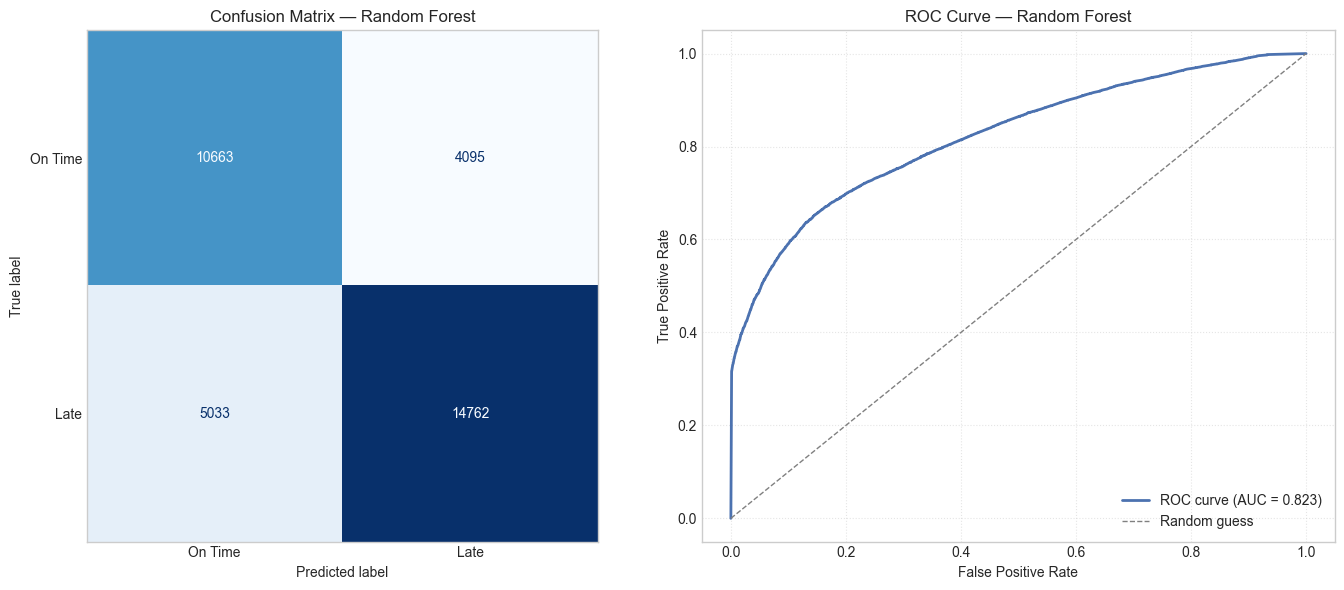 Confusion Matrix — Random Forest
True label
On Time
Late
10663
4095
5033
14762
On Time
Late
Predicted label
ROC Curve — Random Forest
True Positive Rate
1.0
0.8
0.6
0.4
0.2
0.0
0.0
0.2
0.4
0.6
0.8
1.0
False Positive Rate
ROC curve (AUC = 0.823)
Random guess